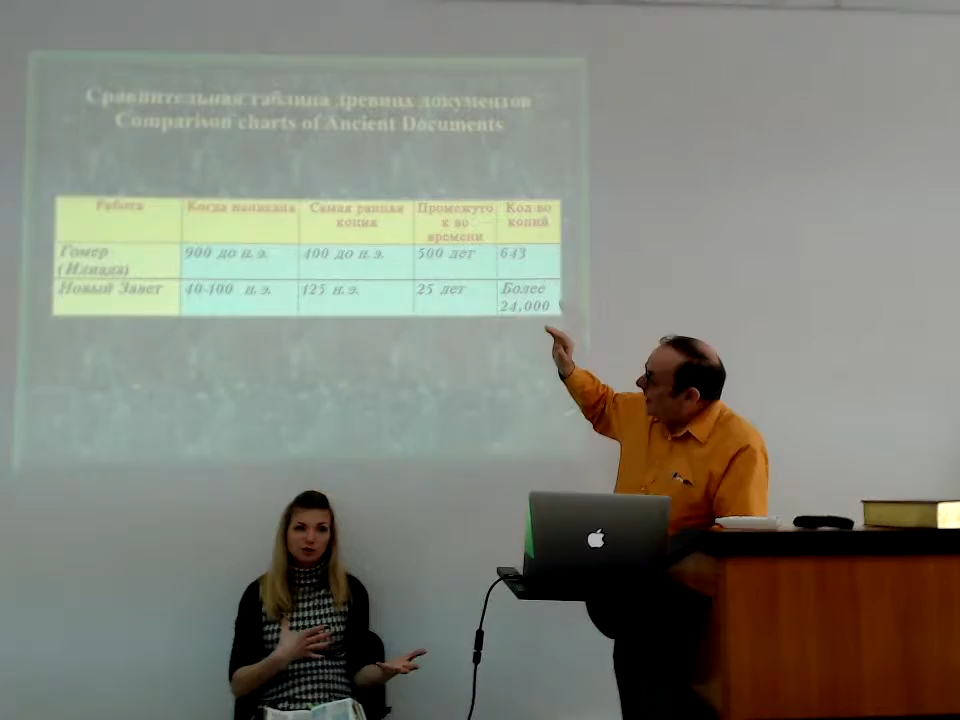 Сравнительная таблица древних документов
Comparison charts of Ancient Documents
Работа Когда написана Самая ранняя копия Промежуто к во времени Кол-во копий
Гомер (Илиада) 900 до н.э. 400 до н.э. 500 лет 643
Новый Завет 40-100 н.э. 125 н.э. 25 лет Более 24,000